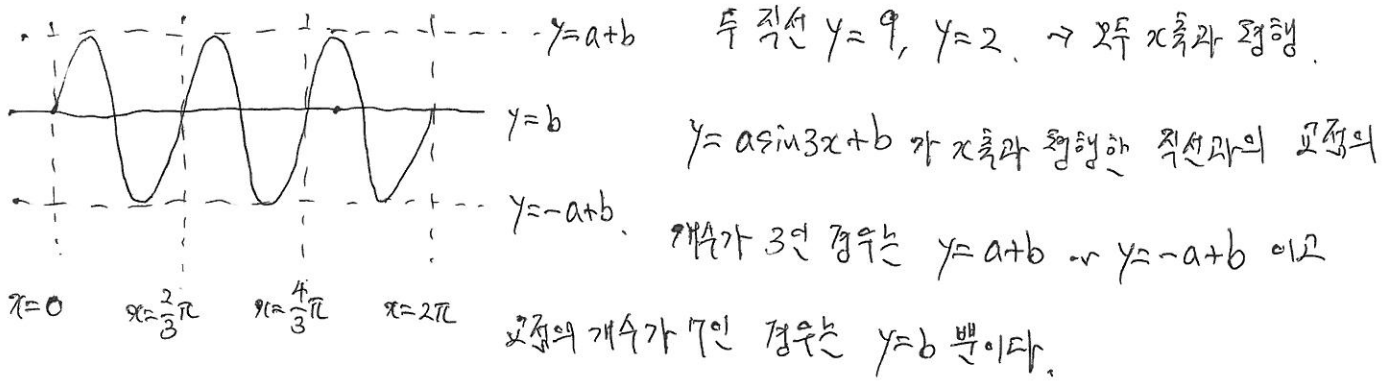 y=a+b
y=b
y=-a+b.
x=0 x=2/3π x=4/3π x=2π
두 직선 y=9, y=2. → 모두 x축과 평행.
y=asin3x+b 가 x축과 평행한 직선과의 교점의
개수가 3인 경우는 y=a+b or y=-a+b 이고
교점의 개수가 7인 경우는 y=b 뿐이다.